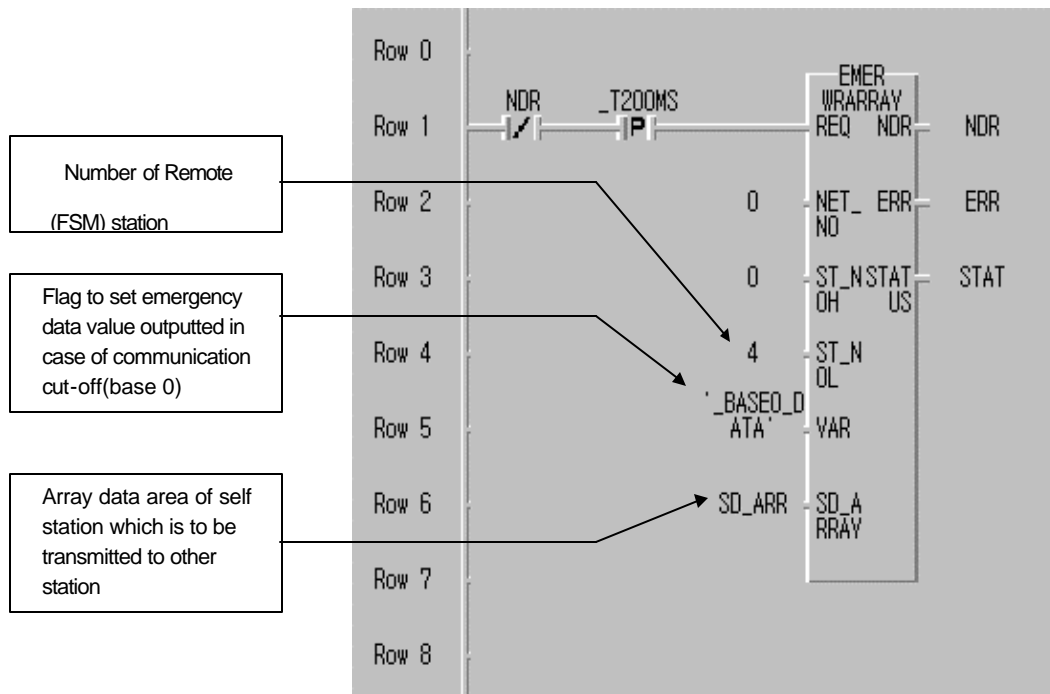 Number of Remote
(FSM) station
Flag to set emergency
data value outputted in
case of communication
cut-off(base 0)
Array data area of self
station which is to be
transmitted to other
station
Row 0
EMER
NDR _T200MS WRARRAY
Row 1 P REQ NDR NDR
Row 2 0 NET_ ERR ERR
NO
Row 3 0 ST_N STAT STAT
OH US
Row 4 4 ST_N
OL
'_BASE0_D
Row 5 ATA' VAR
Row 6 SD_ARR SD_A
RRAY
Row 7
Row 8